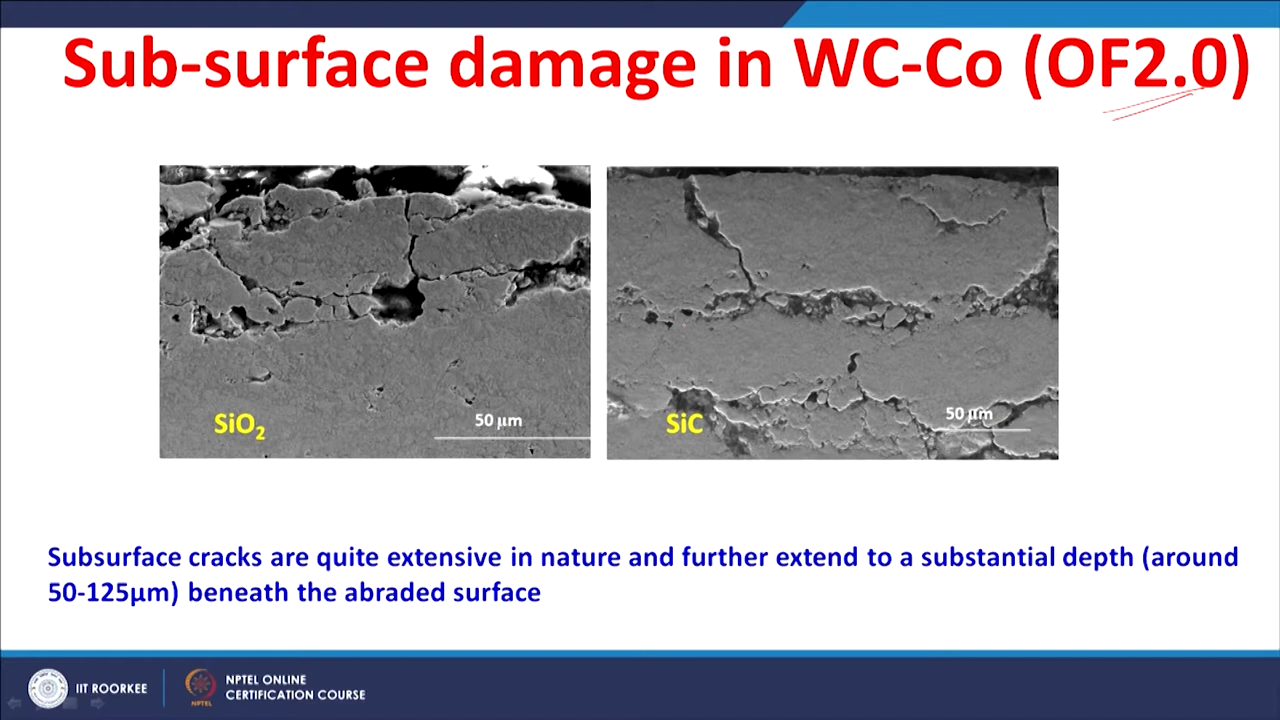 Sub-surface damage in WC-Co (OF2.0)
SiO₂
50 µm
SiC
50 µm
Subsurface cracks are quite extensive in nature and further extend to a substantial depth (around
50-125µm) beneath the abraded surface
IIT ROORKEE
NPTEL
NPTEL ONLINE
CERTIFICATION COURSE